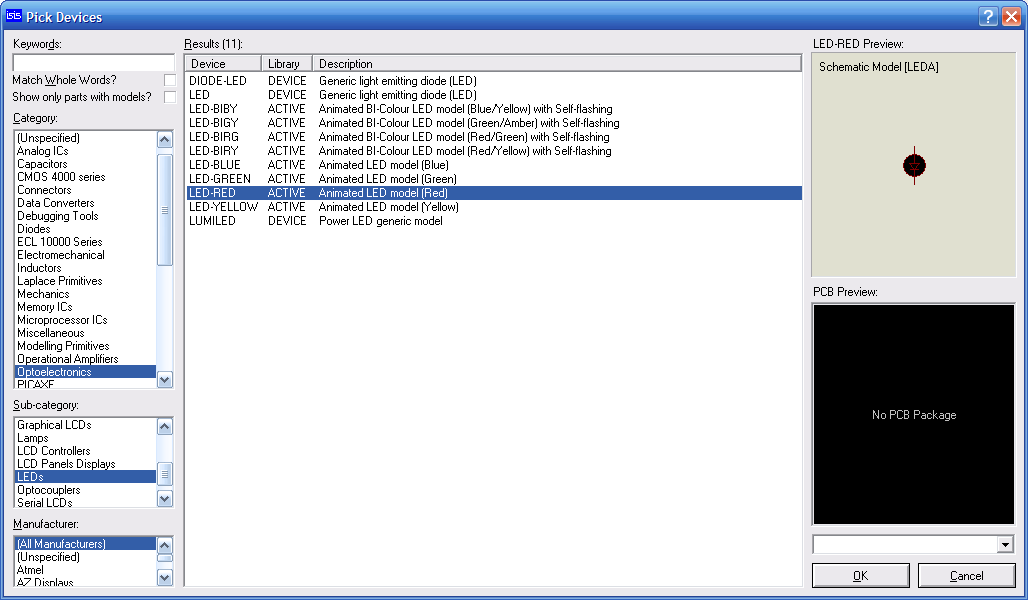 isis Pick Devices
Keywords:
Match Whole Words?
Show only parts with models?
Category:
(Unspecified)
Analog ICs
Capacitors
CMOS 4000 series
Connectors
Data Converters
Debugging Tools
Diodes
ECL 10000 Series
Electromechanical
Inductors
Laplace Primitives
Mechanics
Memory ICs
Microprocessor ICs
Miscellaneous
Modelling Primitives
Operational Amplifiers
Optoelectronics
PICAXE
Sub-category:
Graphical LCDs
Lamps
LCD Controllers
LCD Panels Displays
LEDs
Optocouplers
Serial LCDs
Manufacturer:
(All Manufacturers)
(Unspecified)
Atmel
AZ Displays
Results (11):
Device Library Description
DIODE-LED DEVICE Generic light emitting diode (LED)
LED DEVICE Generic light emitting diode (LED)
LED-BIBY ACTIVE Animated BI-Colour LED model (Blue/Yellow) with Self-flashing
LED-BIGY ACTIVE Animated BI-Colour LED model (Green/Amber) with Self-flashing
LED-BIRG ACTIVE Animated BI-Colour LED model (Red/Green) with Self-flashing
LED-BIRY ACTIVE Animated BI-Colour LED model (Red/Yellow) with Self-flashing
LED-BLUE ACTIVE Animated LED model (Blue)
LED-GREEN ACTIVE Animated LED model (Green)
LED-RED ACTIVE Animated LED model (Red)
LED-YELLOW ACTIVE Animated LED model (Yellow)
LUMILED DEVICE Power LED generic model
LED-RED Preview:
Schematic Model [LEDA]
PCB Preview:
No PCB Package
OK Cancel